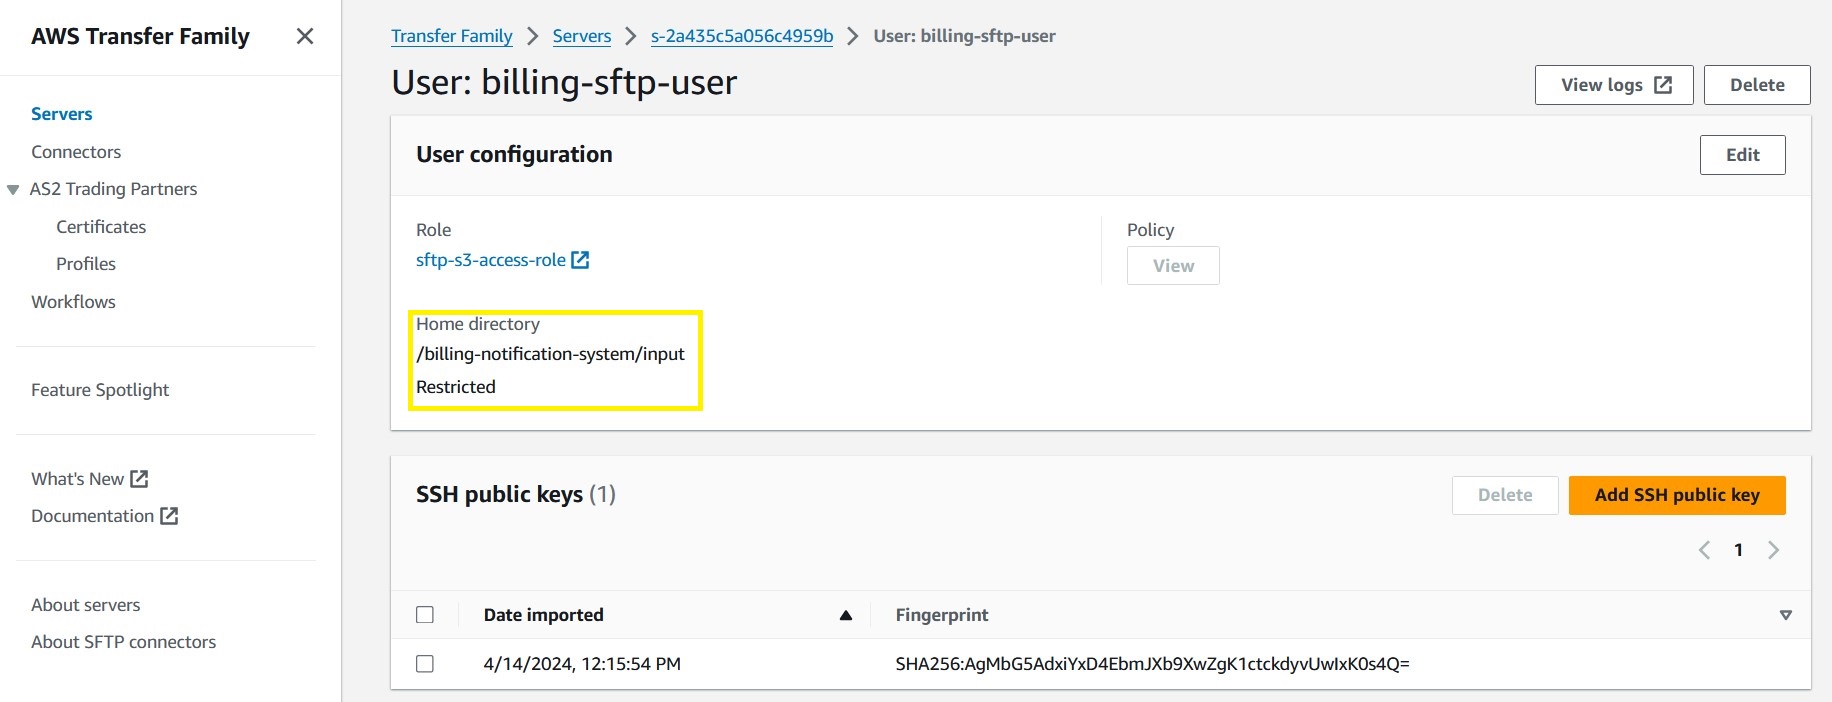 AWS Transfer Family
Servers
Connectors
AS2 Trading Partners
Certificates
Profiles
Workflows
Feature Spotlight
What's New
Documentation
About servers
About SFTP connectors
Transfer Family > Servers > s-2a435c5a056c4959b > User: billing-sftp-user
User: billing-sftp-user
View logs
Delete
User configuration
Edit
Role
sftp-s3-access-role
Policy
View
Home directory
/billing-notification-system/input
Restricted
SSH public keys (1)
Delete
Add SSH public key
1
Date imported
Fingerprint
4/14/2024, 12:15:54 PM
SHA256:AgMbG5AdxiYxD4EbmJXb9XwZgK1ctckdyvUwIxK0s4Q=